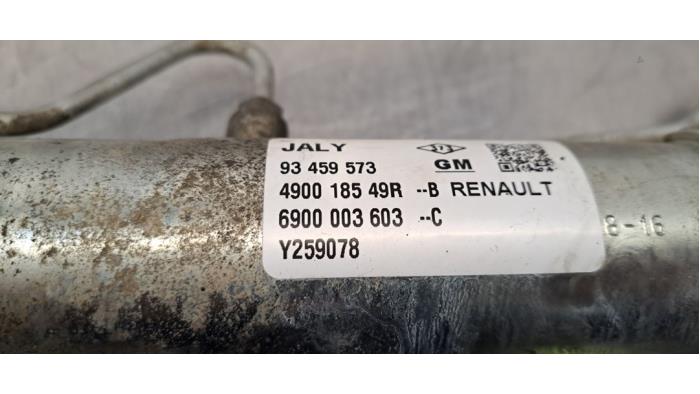 JALY
93 459 573 GM
4900 185 49R --B RENAULT
6900 003 603 --C
Y259078
8-16